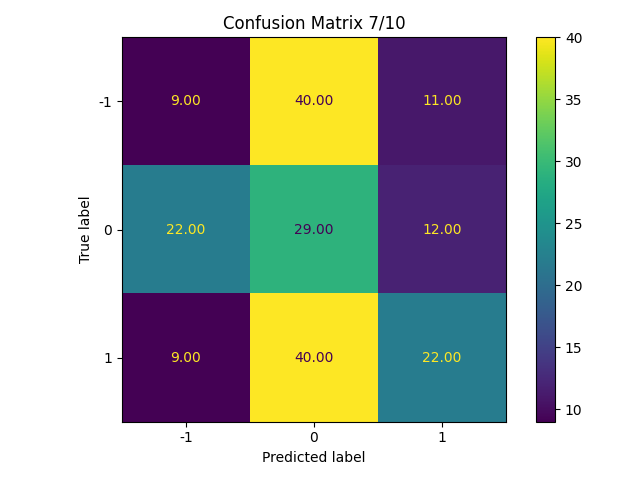 Confusion Matrix 7/10
True label
-1 9.00 40.00 11.00
0 22.00 29.00 12.00
1 9.00 40.00 22.00
-1 0 1
Predicted label
40
35
30
25
20
15
10